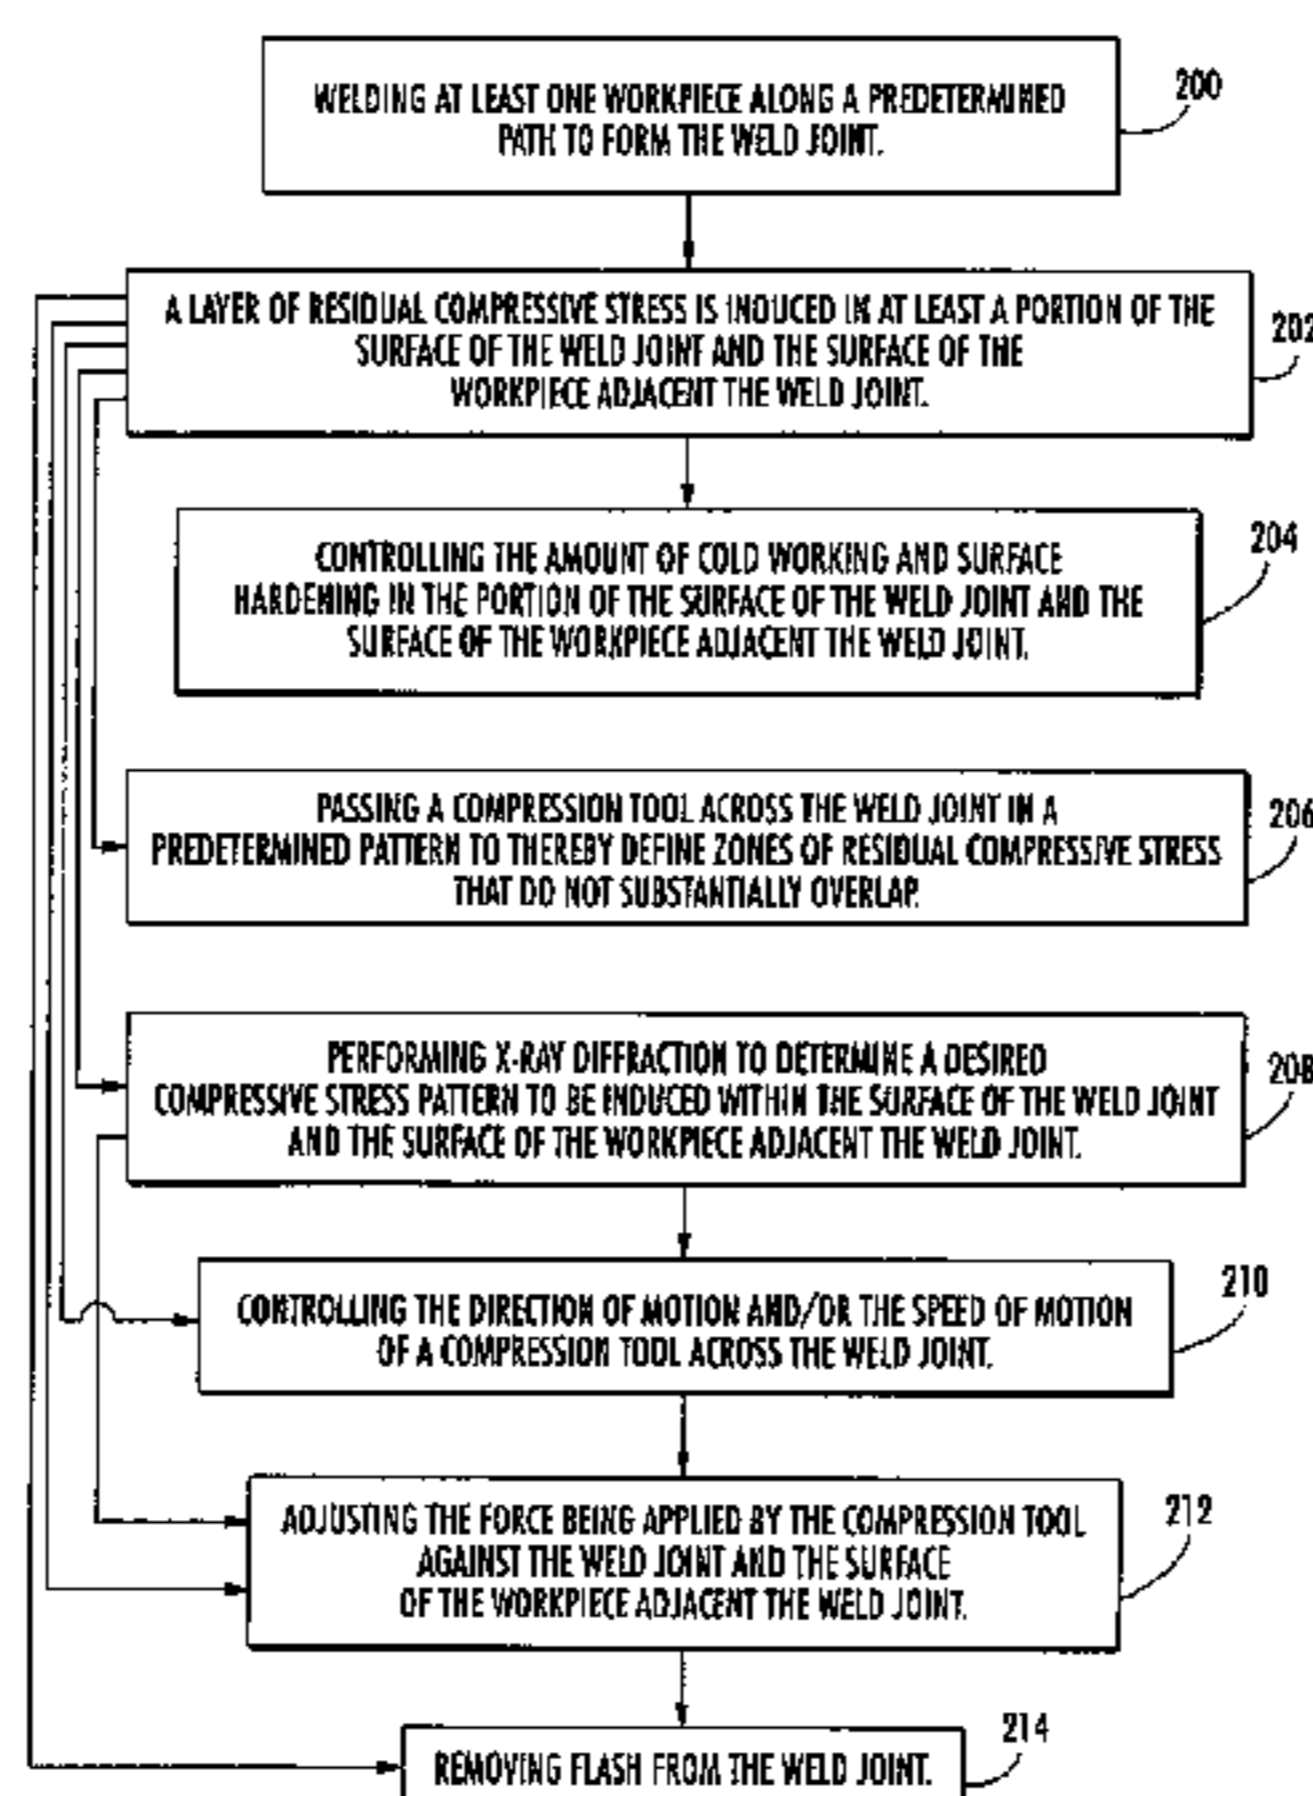 WELDING AT LEAST ONE WORKPIECE ALONG A PREDETERMINED
PATH TO FORM THE WELD JOINT.
200
A LAYER OF RESIDUAL COMPRESSIVE STRESS IS INDUCED IN AT LEAST A PORTION OF THE
SURFACE OF THE WELD JOINT AND THE SURFACE OF THE
WORKPIECE ADJACENT THE WELD JOINT.
202
CONTROLLING THE AMOUNT OF COLD WORKING AND SURFACE
HARDENING IN THE PORTION OF THE SURFACE OF THE WELD JOINT AND THE
SURFACE OF THE WORKPIECE ADJACENT THE WELD JOINT.
204
PASSING A COMPRESSION TOOL ACROSS THE WELD JOINT IN A
PREDETERMINED PATTERN TO THEREBY DEFINE ZONES OF RESIDUAL COMPRESSIVE STRESS
THAT DO NOT SUBSTANTIALLY OVERLAP.
206
PERFORMING X-RAY DIFFRACTION TO DETERMINE A DESIRED
COMPRESSIVE STRESS PATTERN TO BE INDUCED WITHIN THE SURFACE OF THE WELD JOINT
AND THE SURFACE OF THE WORKPIECE ADJACENT THE WELD JOINT.
208
CONTROLLING THE DIRECTION OF MOTION AND/OR THE SPEED OF MOTION
OF A COMPRESSION TOOL ACROSS THE WELD JOINT.
210
ADJUSTING THE FORCE BEING APPLIED BY THE COMPRESSION TOOL
AGAINST THE WELD JOINT AND THE SURFACE
OF THE WORKPIECE ADJACENT THE WELD JOINT.
212
REMOVING FLASH FROM THE WELD JOINT.
214